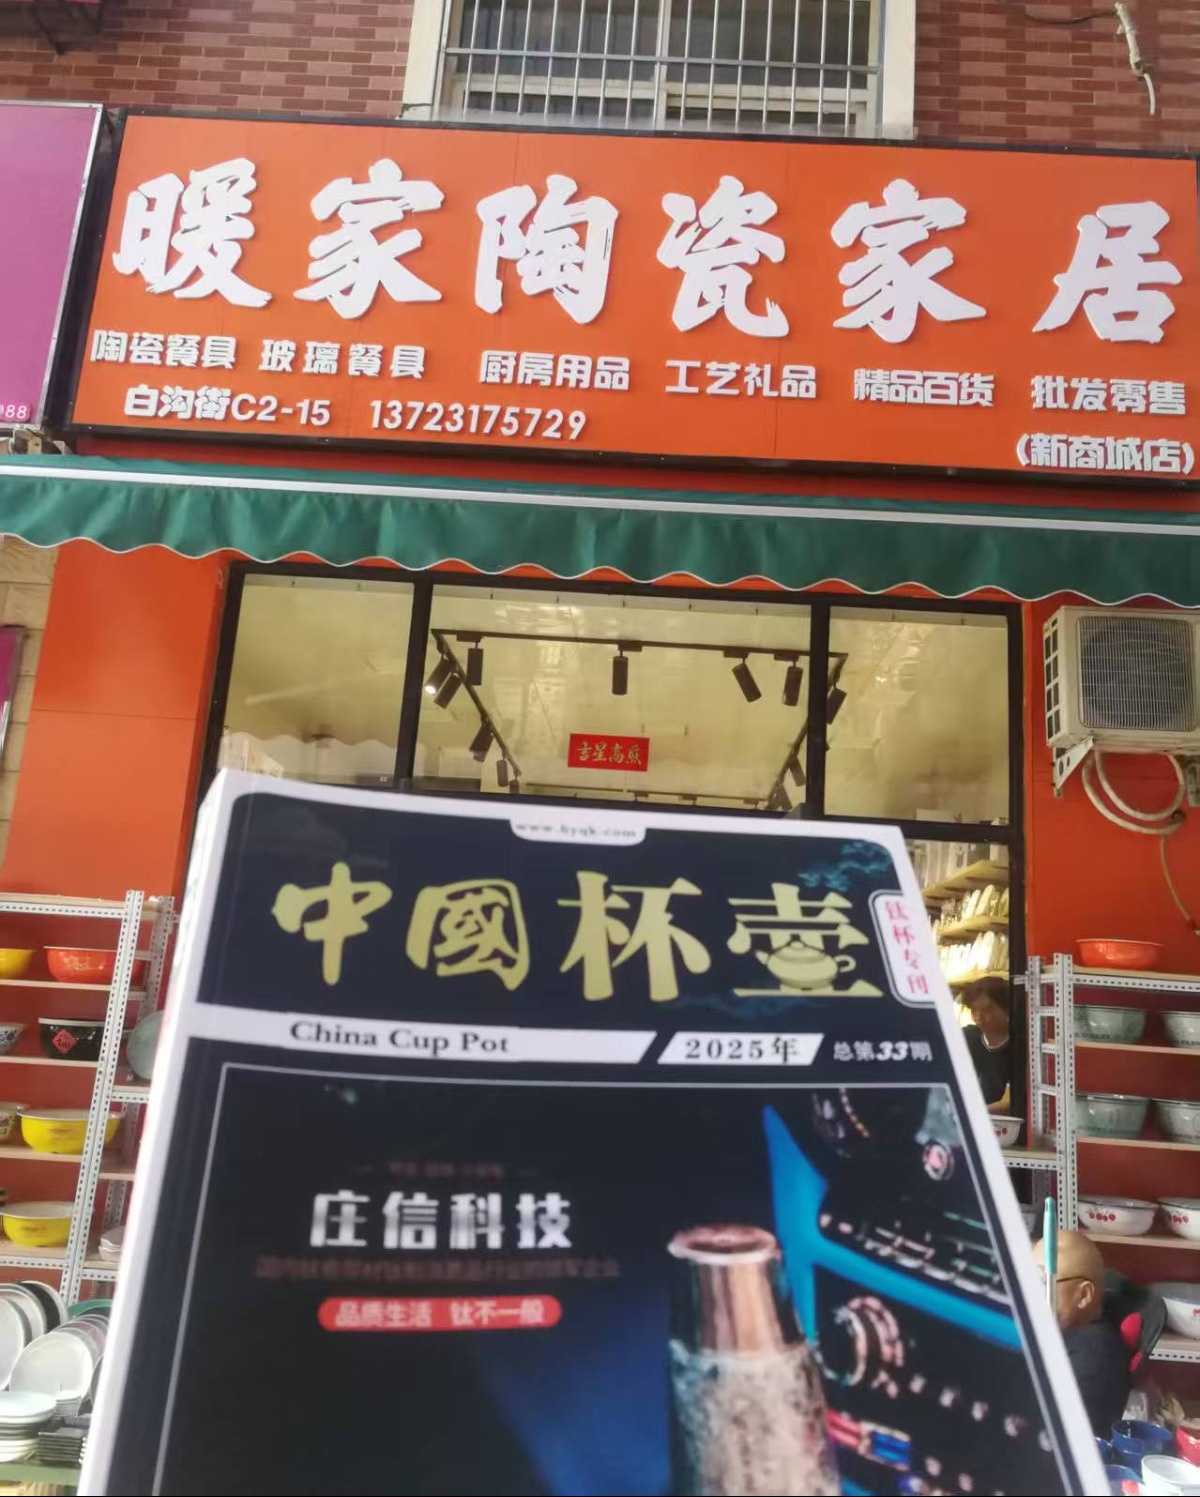 暖家陶瓷家居
陶瓷餐具 玻璃餐具 厨房用品 工艺礼品 精品百货 批发零售
白沟街C2-15 13723175729
(新商城店)
988
吉星高照
www.byqk.com
中國杯壶
钛杯专刊
China Cup Pot
2025年
总第33期
庄信科技
品质生活 钛不一般
福